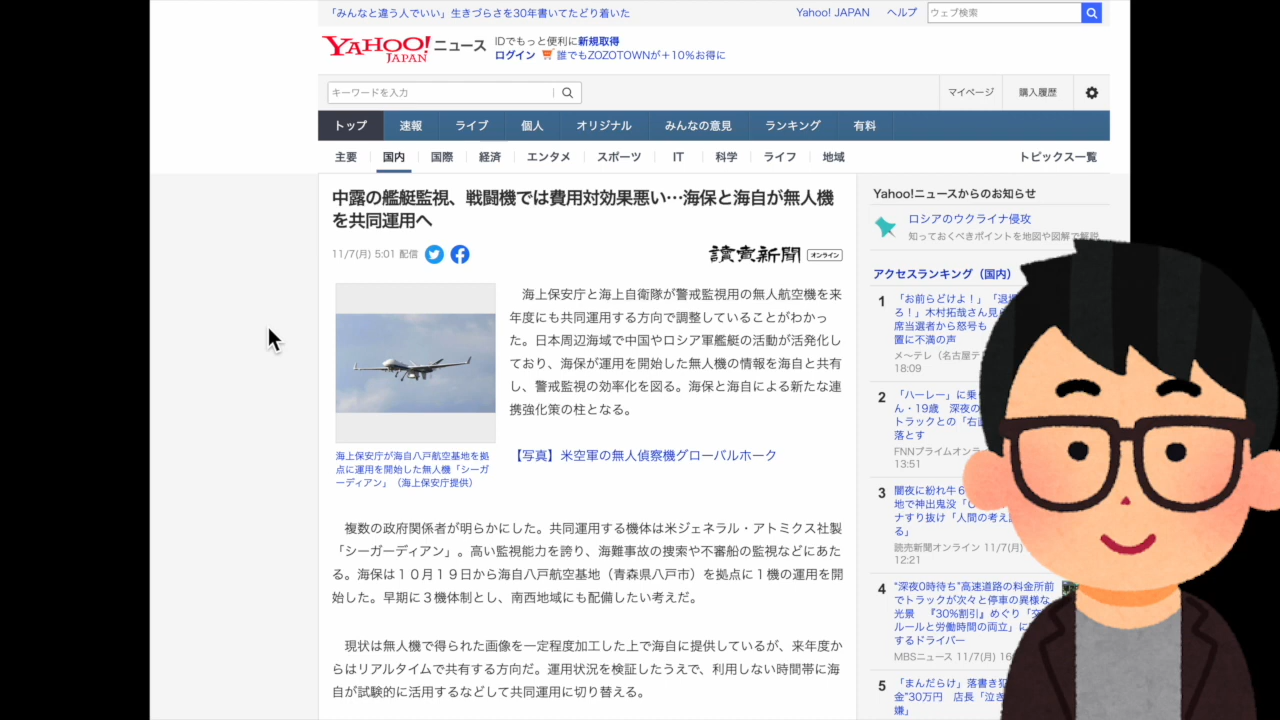 「みんなと違う人でいい」生きづらさを30年書いてたどり着いた
Yahoo! JAPAN
ヘルプ
ウェブ検索
YAHOO! JAPAN ニュース
IDでもっと便利に新規取得
ログイン
誰でもZOZOTOWNが＋10%お得に
キーワードを入力
マイページ
購入履歴
トップ
速報
ライブ
個人
オリジナル
みんなの意見
ランキング
有料
主要
国内
国際
経済
エンタメ
スポーツ
IT
科学
ライフ
地域
トピックス一覧
中露の艦艇監視、戦闘機では費用対効果悪い…海保と海自が無人機
を共同運用へ
11/7(月) 5:01 配信
讀賣新聞 オンライン
海上保安庁と海上自衛隊が警戒監視用の無人航空機を来
年度にも共同運用する方向で調整していることがわかっ
た。日本周辺海域で中国やロシア軍艦艇の活動が活発化し
ており、海保が運用を開始した無人機の情報を海自と共有
し、警戒監視の効率化を図る。海保と海自による新たな連
携強化策の柱となる。
【写真】米空軍の無人偵察機グローバルホーク
海上保安庁が海自八戸航空基地を拠
点に運用を開始した無人機「シーガ
ーディアン」（海上保安庁提供）
複数の政府関係者が明らかにした。共同運用する機体は米ジェネラル・アトミクス社製
「シーガーディアン」。高い監視能力を誇り、海難事故の捜索や不審船の監視などにあた
る。海保は１０月１９日から海自八戸航空基地（青森県八戸市）を拠点に１機の運用を開
始した。早期に３機体制とし、南西地域にも配備したい考えだ。
現状は無人機で得られた画像を一定程度加工した上で海自に提供しているが、来年度か
らはリアルタイムで共有する方向だ。運用状況を検証したうえで、利用しない時間帯に海
自が試験的に活用するなどして共同運用に切り替える。
Yahoo!ニュースからのお知らせ
ロシアのウクライナ侵攻
知っておくべきポイントを地図や図解で解説
アクセスランキング（国内）
1
「お前らどけよ！」「退場
ろ！」木村拓哉さん見
席当選者から怒号も
置に不満の声
メ〜テレ（名古屋テ
18:09
2
「ハーレー」に乗
ん・19歳 深夜の
トラックとの「右直
落とす
FNNプライムオンラ
13:51
3
闇夜に紛れ牛６
地で神出鬼没「
ナすり抜け「人間の考え
る」
読売新聞オンライン 11/7(月)
12:21
4
“深夜0時待ち”高速道路の料金所前
でトラックが次々と停車の異様な
光景 『30%割引』めぐり「交
ルールと労働時間の両立」に
するドライバー
MBSニュース 11/7(月) 16
5
「まんだらけ」落書き犯
金“30万円 店長「泣き
嫌」